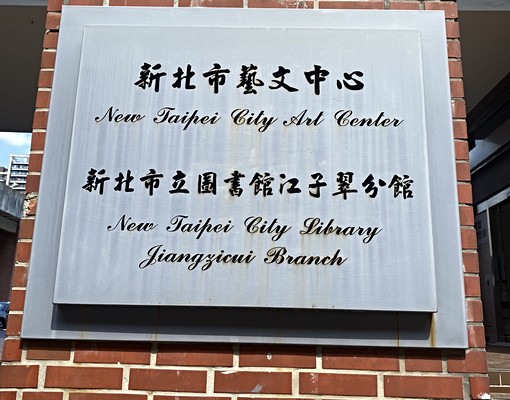 新北市藝文中心
New Taipei City Art Center
新北市立圖書館江子翠分館
New Taipei City Library
Jiangzicui Branch